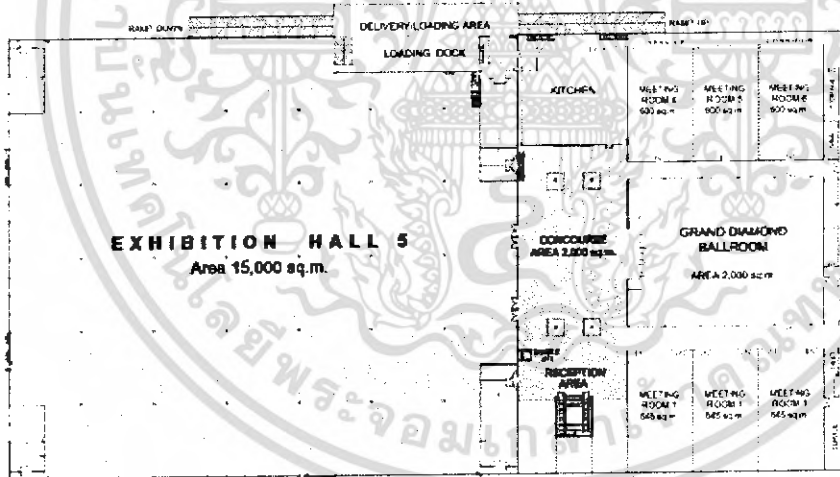 RAMP DOWN
DELIVERY/LOADING AREA
RAMP UP
LOADING DOCK
KITCHEN
MEETING
ROOM 4
600 sq.m
MEETING
ROOM 5
600 sq.m
MEETING
ROOM 6
600 sq.m
EXHIBITION HALL 5
Area 15,000 sq.m.
CONCOURSE
AREA 2,000 sq.m.
GRAND DIAMOND
BALLROOM
AREA 2,000 sq.m
RECEPTION
AREA
MEETING
ROOM 1
645 sq.m
MEETING
ROOM
645 sq.m
MEETING
ROOM
645 sq.m